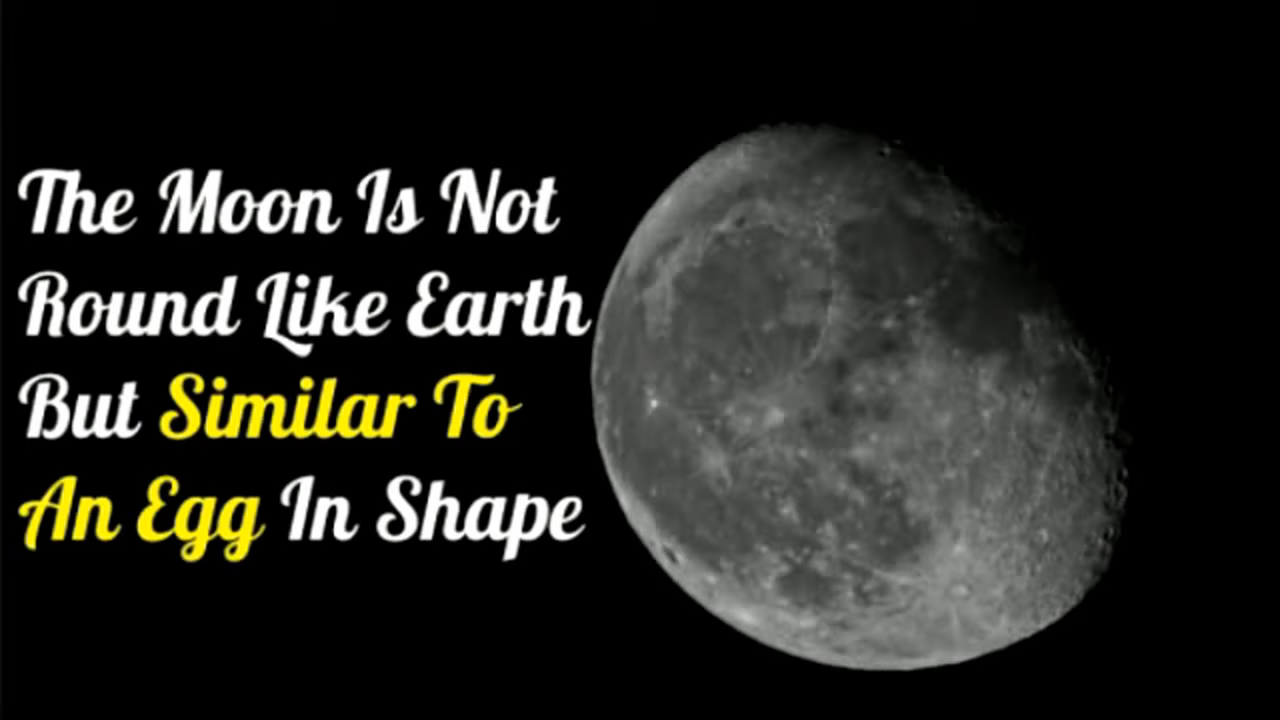 The Moon Is Not
Round Like Earth
But Similar To
An Egg In Shape